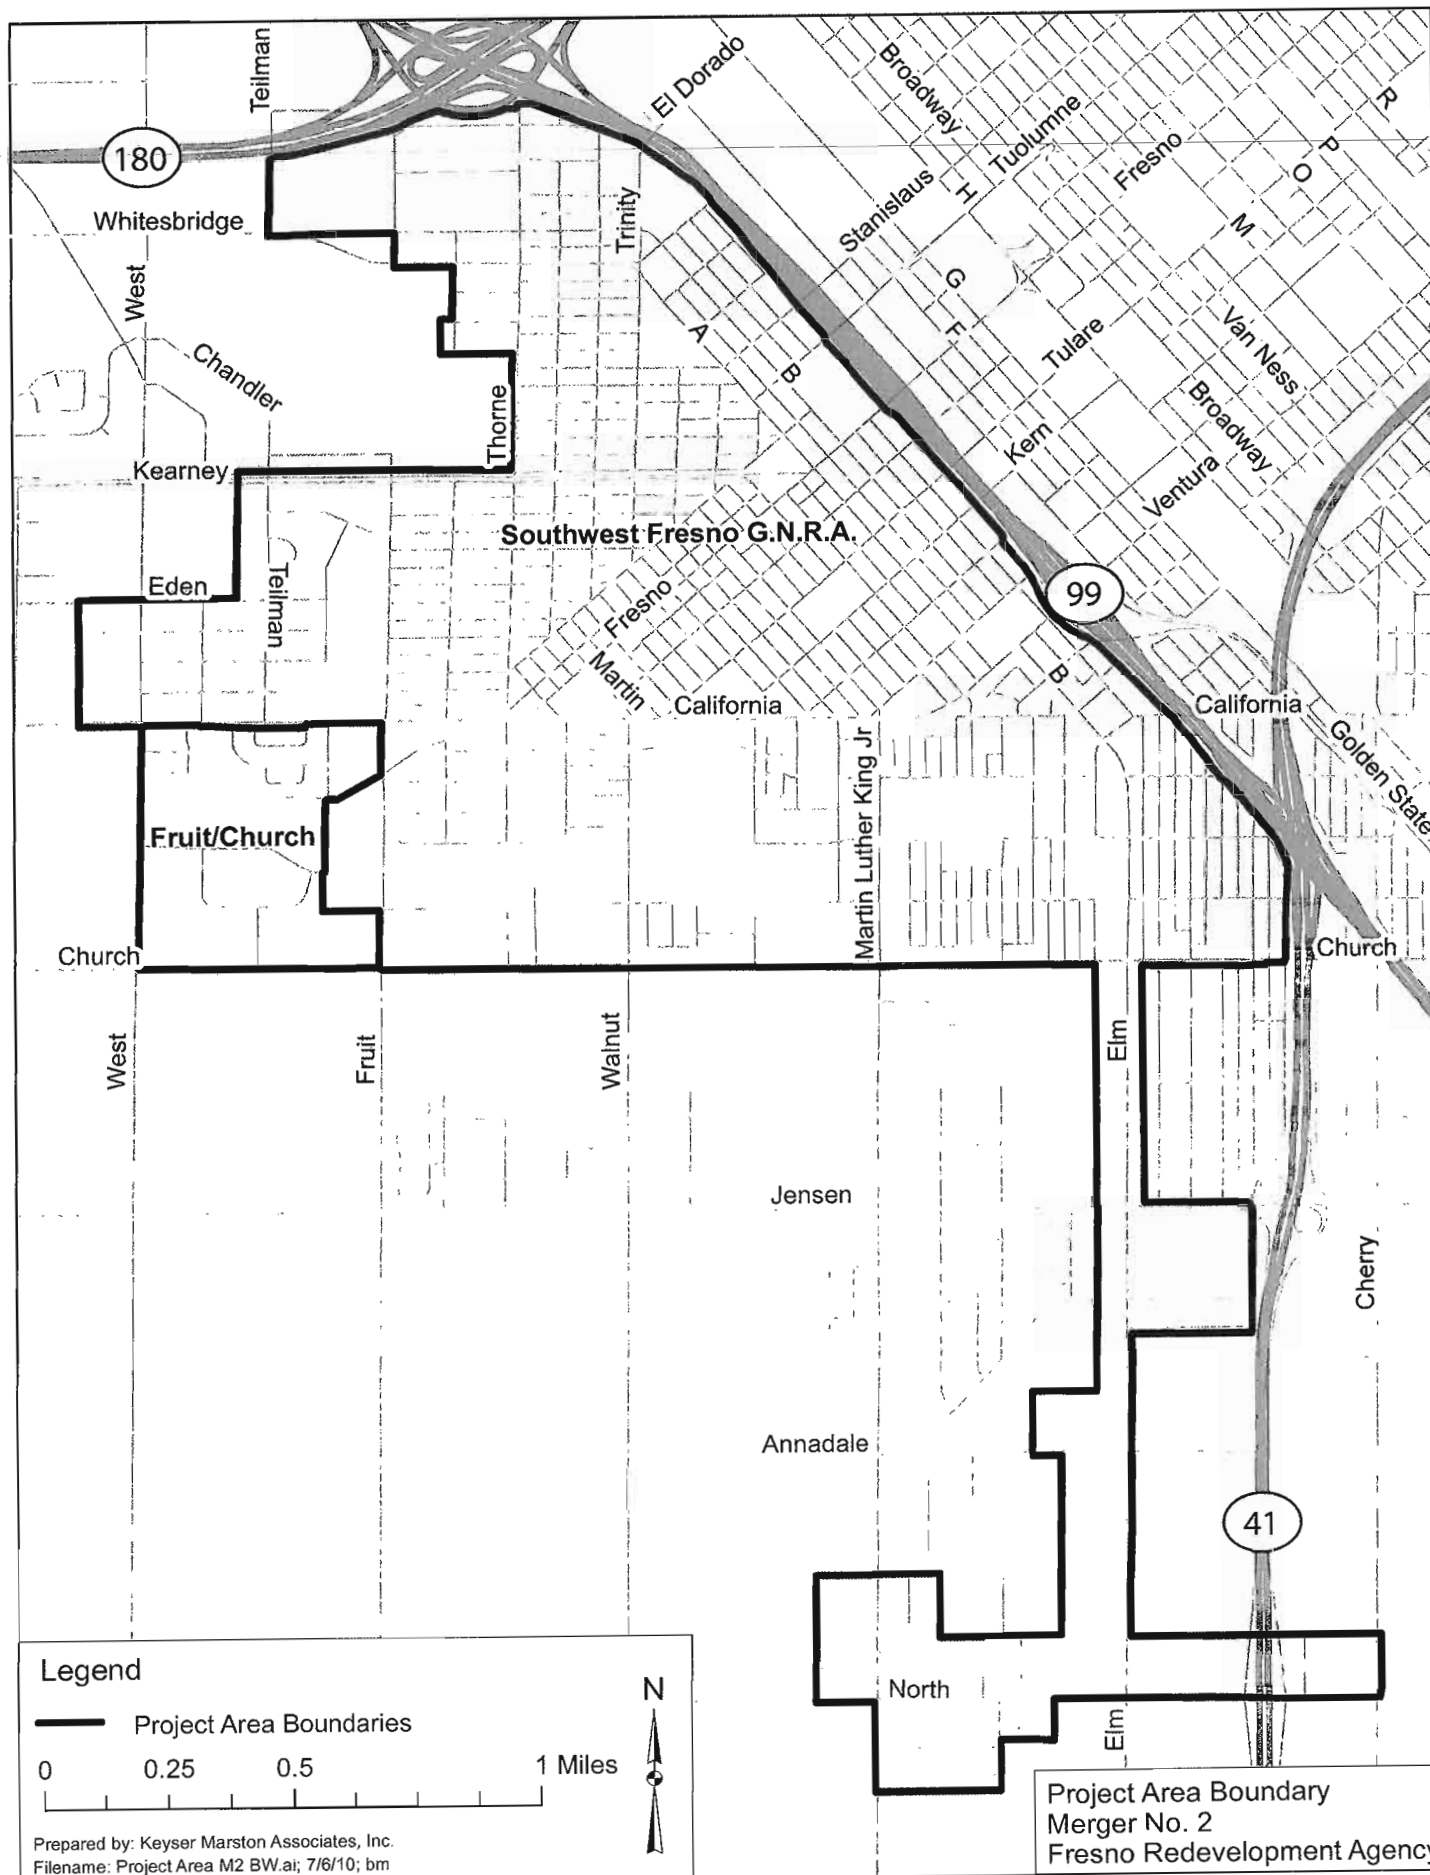 Teilman
El Dorado
Broadway
R
180
Tuolumne
P
Fresno
O
Stanislaus
H
Whitesbridge
Trinity
M
West
G
F
Tulare
Van Ness
A
B
Chandler
Thorne
Broadway
Kern
Kearney
Ventura
Southwest Fresno G.N.R.A.
Eden
Teilman
99
Fresno
Martin
B
California
California
Golden State
Martin Luther King Jr
Fruit/Church
Church
Church
West
Fruit
Walnut
Elm
Jensen
Cherry
Annadale
41
North
Elm
Legend
Project Area Boundaries
0 0.25 0.5 1 Miles
N
Prepared by: Keyser Marston Associates, Inc.
Filename: Project Area M2 BW.ai; 7/6/10; bm
Project Area Boundary
Merger No. 2
Fresno Redevelopment Agency